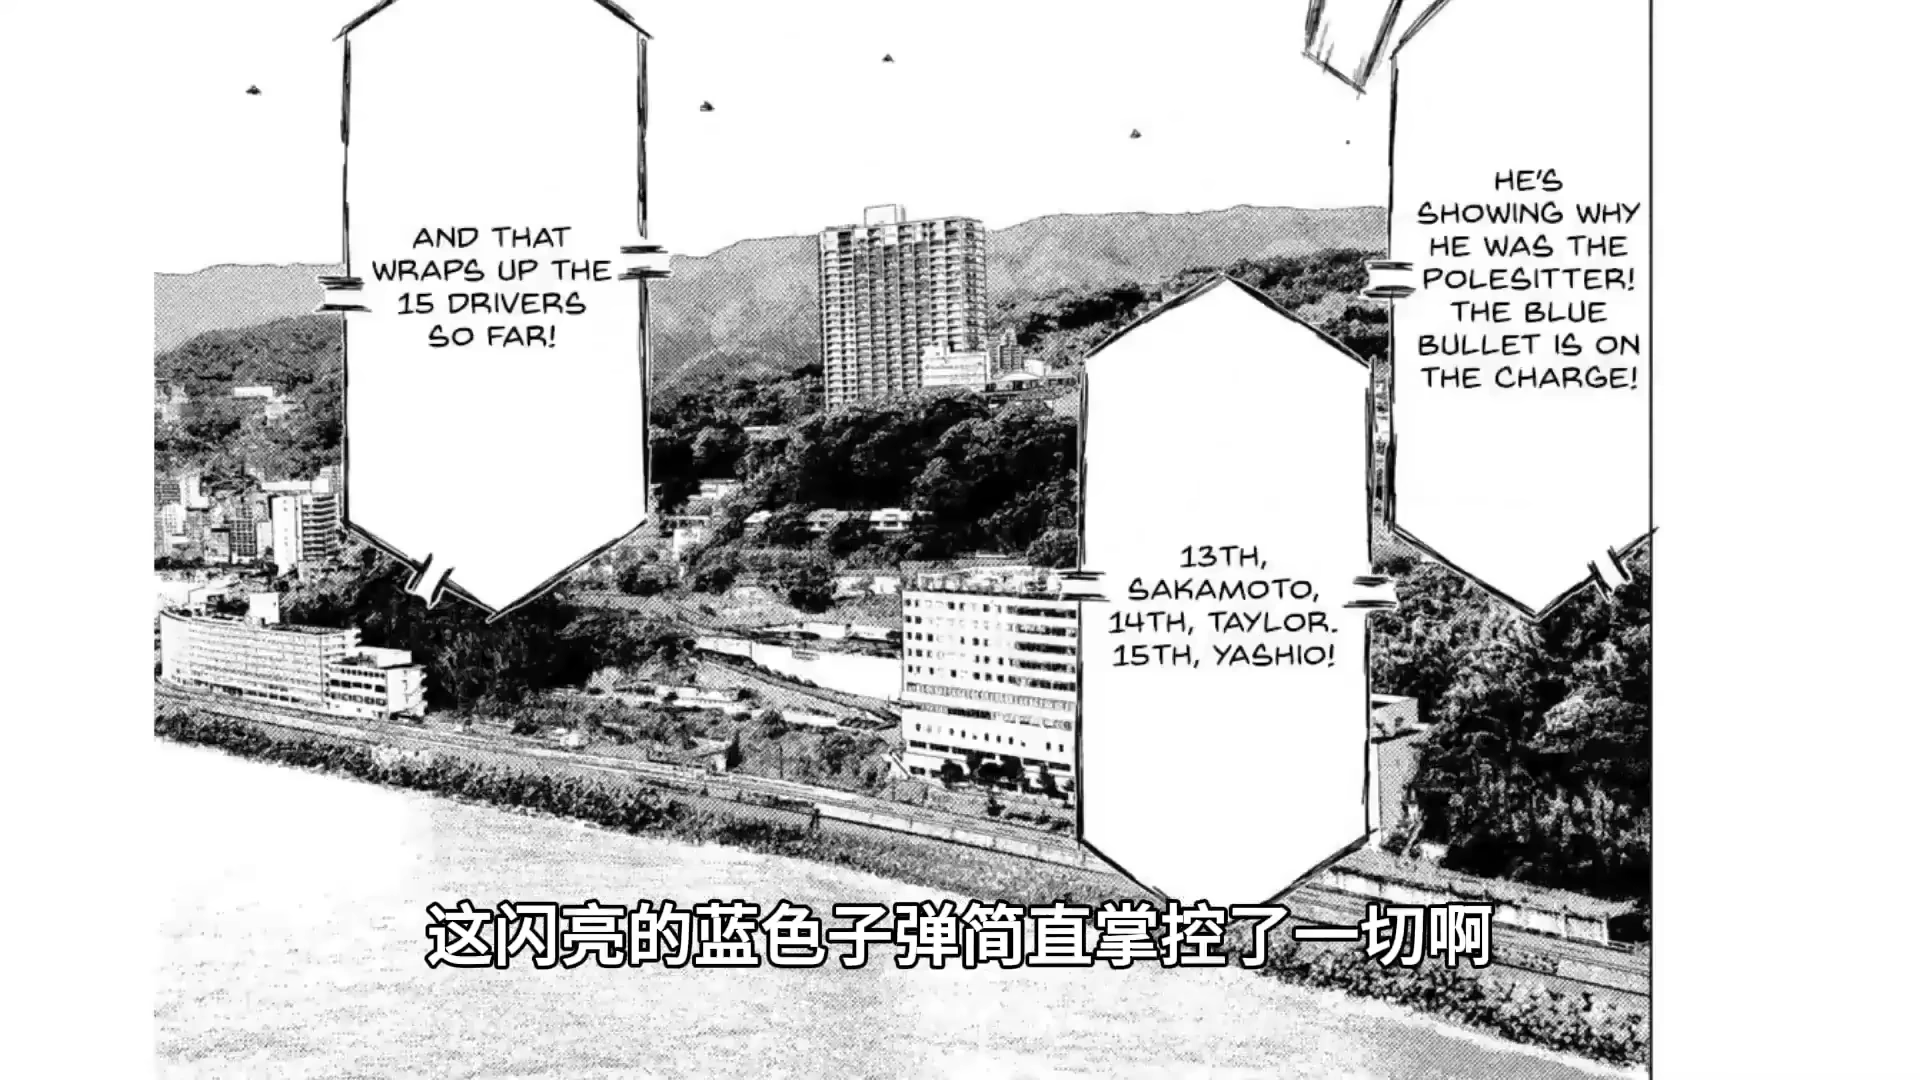 HE'S
SHOWING WHY
HE WAS THE
POLESITTER!
THE BLUE
BULLET IS ON
THE CHARGE!
13TH,
SAKAMOTO,
14TH, TAYLOR.
15TH, YASHIO!
AND THAT
WRAPS UP THE
15 DRIVERS
SO FAR!
这闪亮的蓝色子弹简直掌控了一切啊